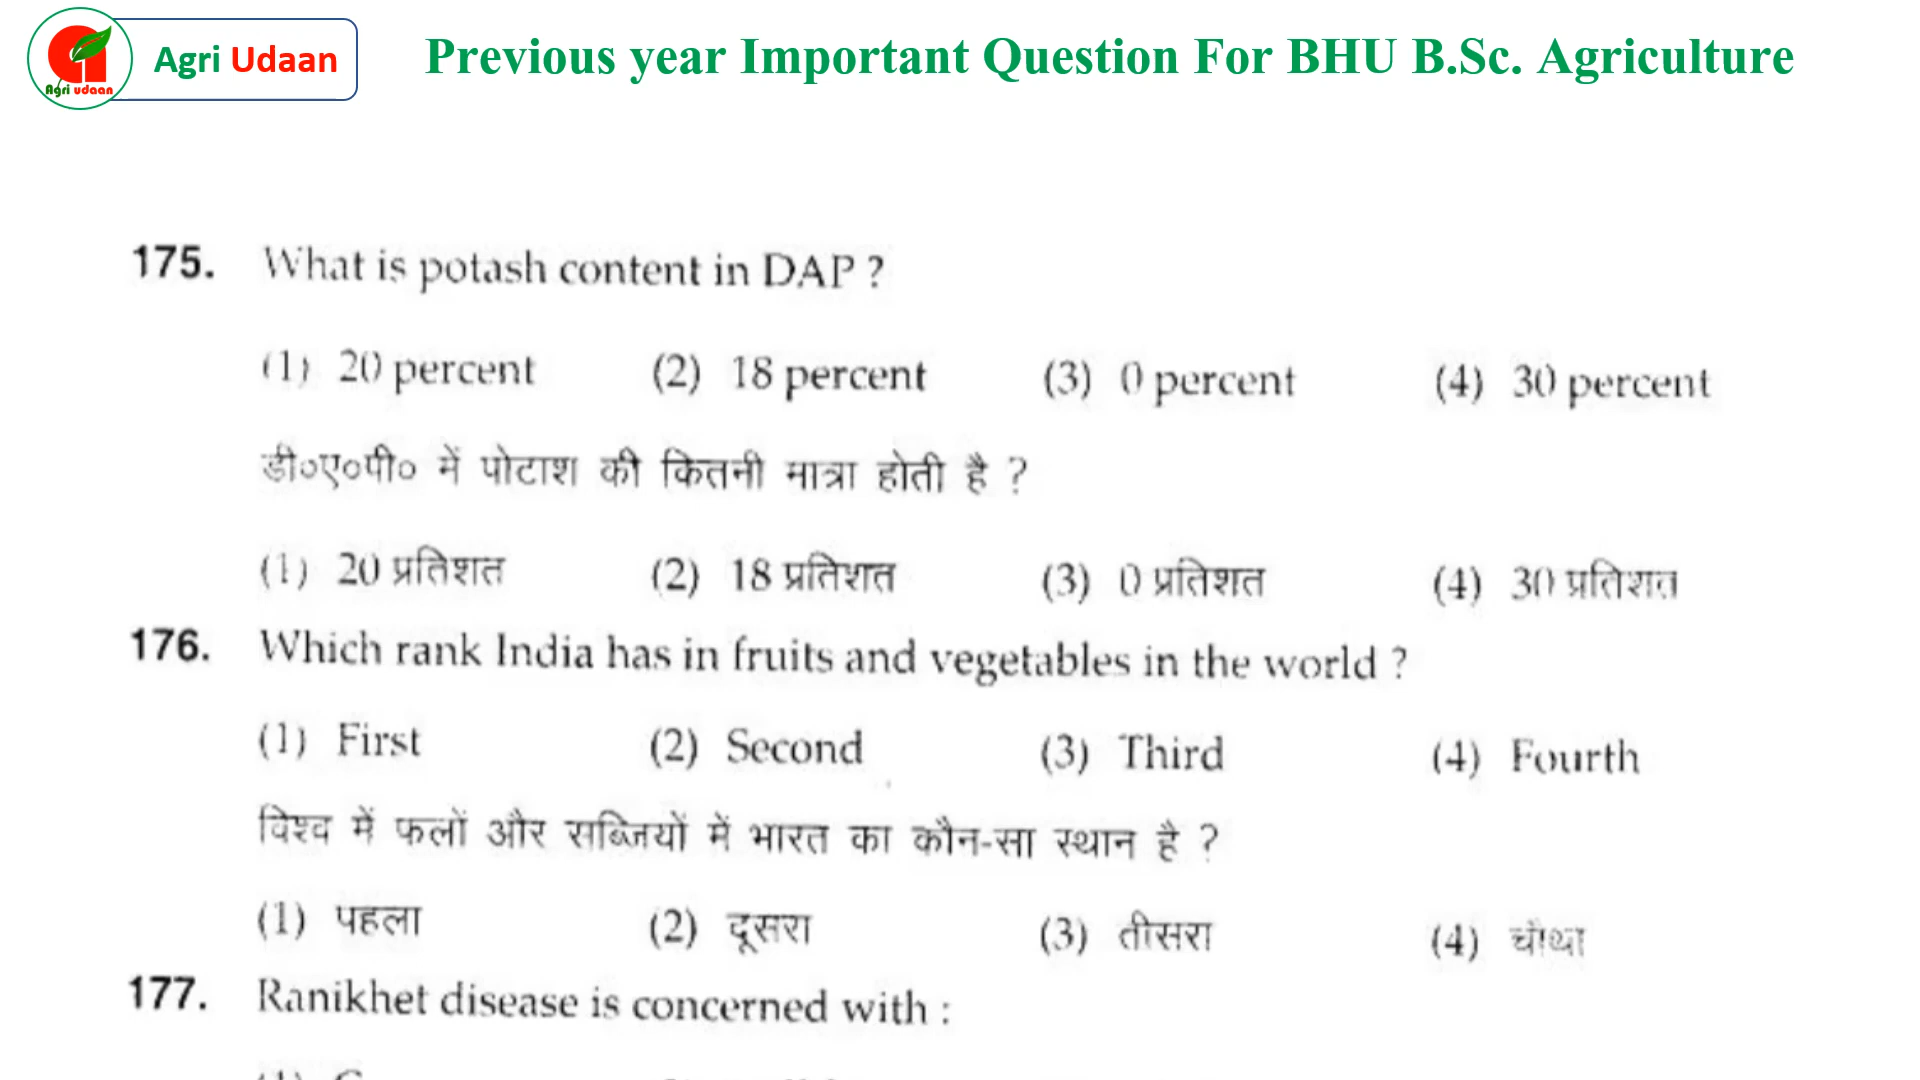 Agri Udaan
Agri udaan
Previous year Important Question For BHU B.Sc. Agriculture
175. What is potash content in DAP ?
(1) 20 percent (2) 18 percent (3) 0 percent (4) 30 percent
डी०ए०पी० में पोटाश की कितनी मात्रा होती है ?
(1) 20 प्रतिशत (2) 18 प्रतिशत (3) 0 प्रतिशत (4) 30 प्रतिशत
176. Which rank India has in fruits and vegetables in the world ?
(1) First (2) Second (3) Third (4) Fourth
विश्व में फलों और सब्जियों में भारत का कौन-सा स्थान है ?
(1) पहला (2) दूसरा (3) तीसरा (4) चौथा
177. Ranikhet disease is concerned with :